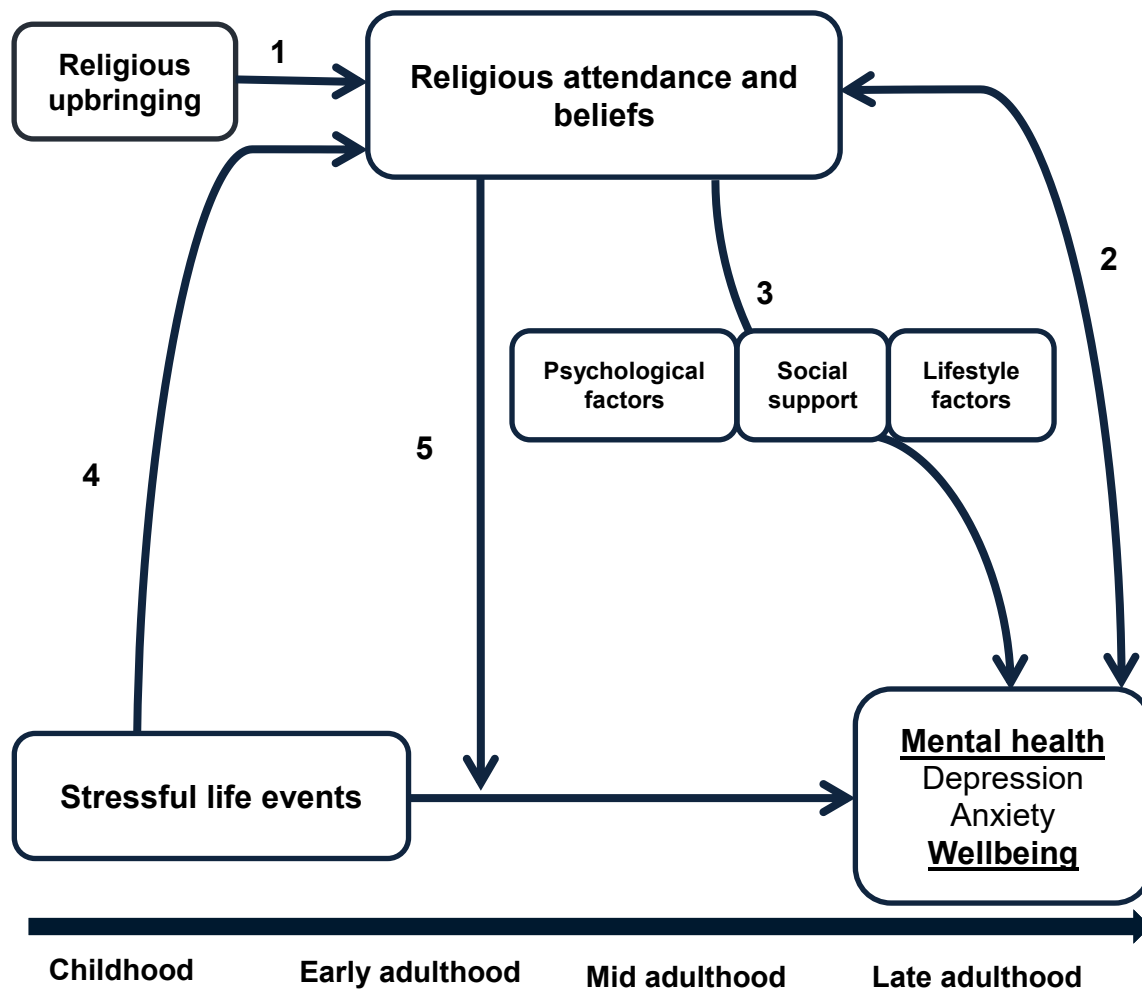 Religious
upbringing
1
Religious attendance and
beliefs
2
3
Psychological
factors
Social
support
Lifestyle
factors
4
5
Stressful life events
Mental health
Depression
Anxiety
Wellbeing
Childhood
Early adulthood
Mid adulthood
Late adulthood